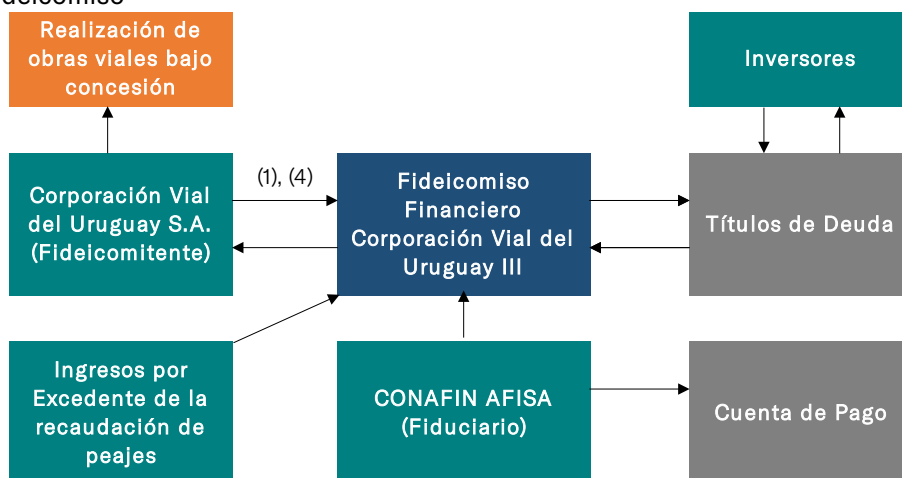 deicomiso
Realización de
obras viales bajo
concesión
Inversores
Corporación Vial
del Uruguay S.A.
(Fideicomitente)
(1), (4)
Fideicomiso
Financiero
Corporación Vial del
Uruguay III
Títulos de Deuda
Ingresos por
Excedente de la
recaudación de
peajes
CONAFIN AFISA
(Fiduciario)
Cuenta de Pago